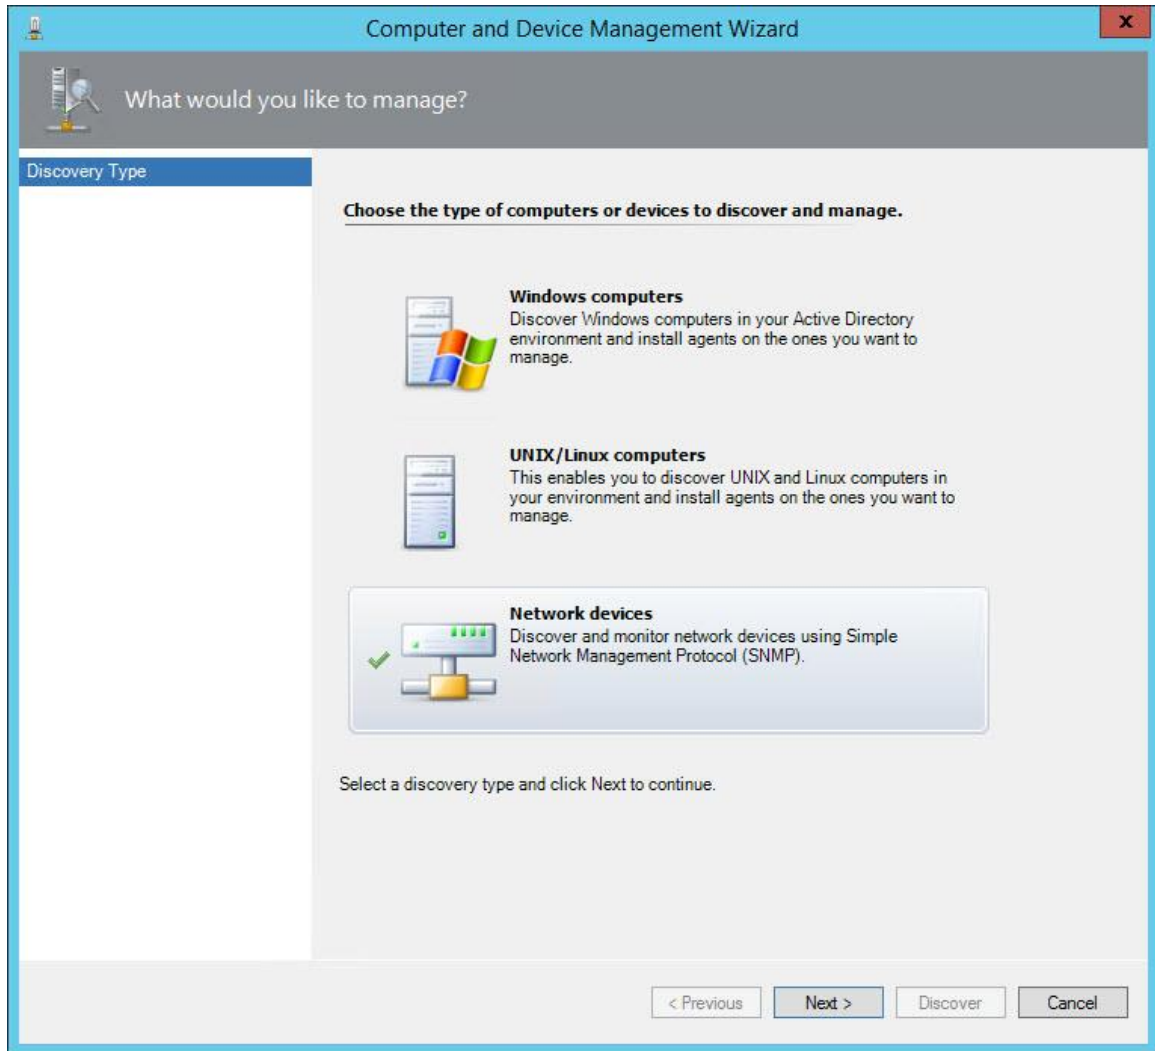 Computer and Device Management Wizard
x
What would you like to manage?
Discovery Type
Choose the type of computers or devices to discover and manage.
Windows computers
Discover Windows computers in your Active Directory
environment and install agents on the ones you want to
manage.
UNIX/Linux computers
This enables you to discover UNIX and Linux computers in
your environment and install agents on the ones you want to
manage.
Network devices
Discover and monitor network devices using Simple
Network Management Protocol (SNMP).
Select a discovery type and click Next to continue.
< Previous Next > Discover Cancel